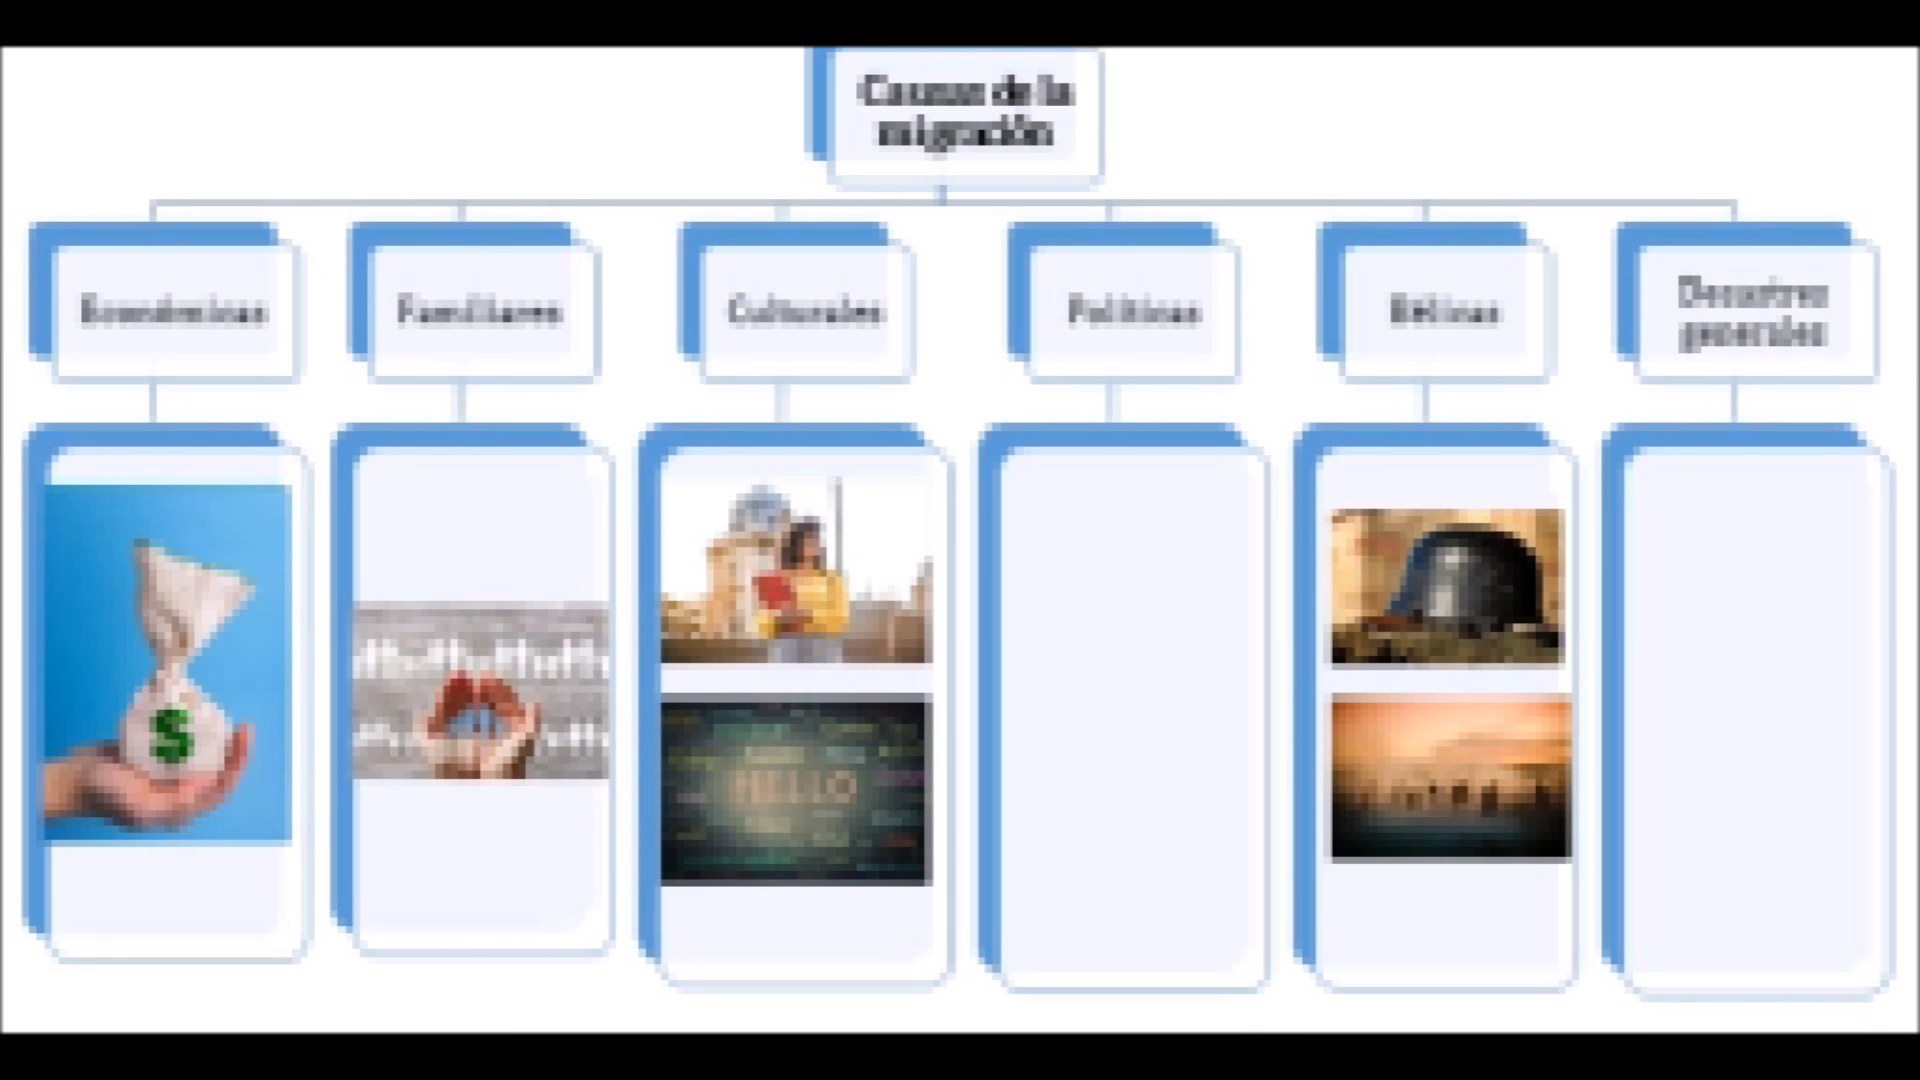 Causas de la
migración
Económicas
Familiares
Culturales
Políticas
Bélicas
Desastres
generales
$
HELLO